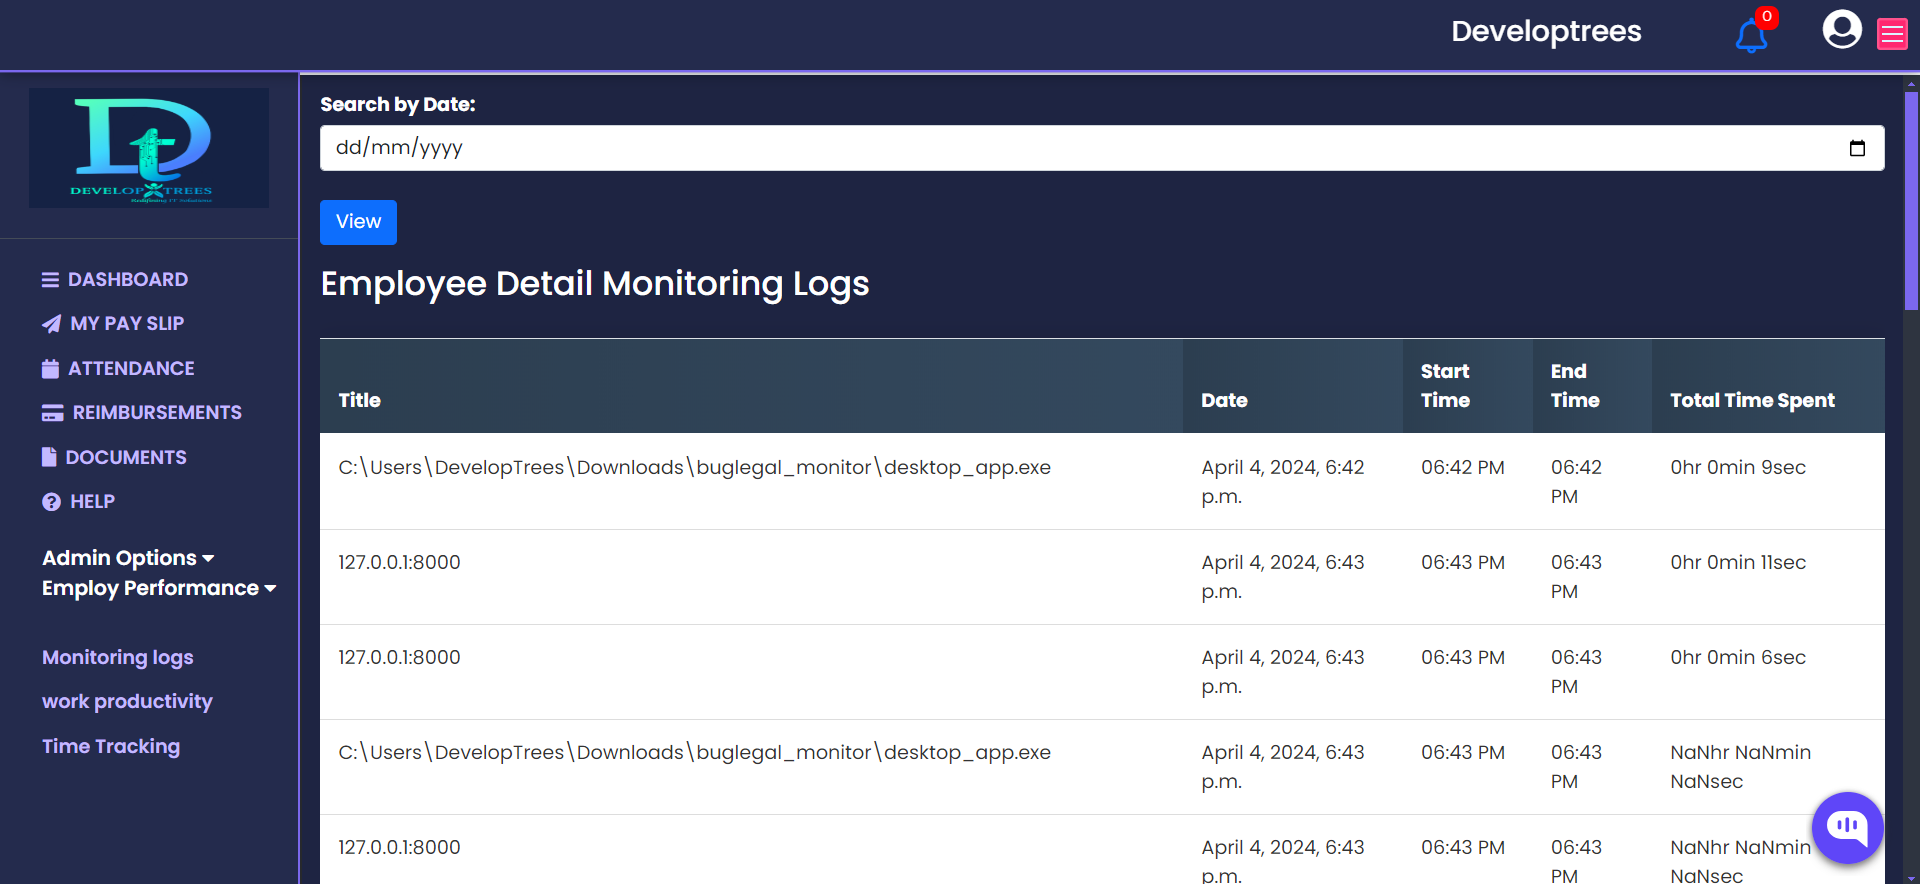 Developtrees
0
DEVELOP TREES
Redefining IT Solutions
Search by Date:
dd/mm/yyyy
View
DASHBOARD
MY PAY SLIP
ATTENDANCE
REIMBURSEMENTS
DOCUMENTS
HELP
Admin Options
Employ Performance
Monitoring logs
work productivity
Time Tracking
Employee Detail Monitoring Logs
Title Date Start Time End Time Total Time Spent
C:\Users\DevelopTrees\Downloads\buglegal_monitor\desktop_app.exe April 4, 2024, 6:42 p.m. 06:42 PM 06:42 PM 0hr 0min 9sec
127.0.0.1:8000 April 4, 2024, 6:43 p.m. 06:43 PM 06:43 PM 0hr 0min 11sec
127.0.0.1:8000 April 4, 2024, 6:43 p.m. 06:43 PM 06:43 PM 0hr 0min 6sec
C:\Users\DevelopTrees\Downloads\buglegal_monitor\desktop_app.exe April 4, 2024, 6:43 p.m. 06:43 PM 06:43 PM NaNhr NaNmin NaNsec
127.0.0.1:8000 April 4, 2024, 6:43 p.m. 06:43 PM 06:43 PM NaNhr NaNmin NaNsec